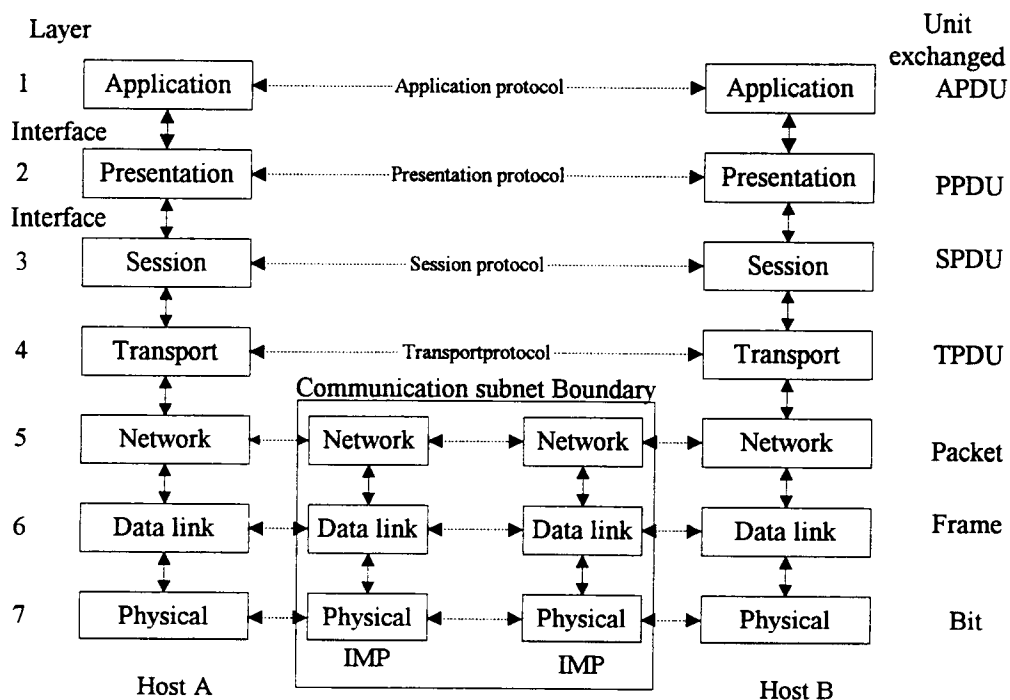 Layer
Unit
exchanged
1 Application Application protocol Application APDU
Interface
2 Presentation Presentation protocol Presentation PPDU
Interface
3 Session Session protocol Session SPDU
4 Transport Transportprotocol Transport TPDU
Communication subnet Boundary
5 Network Network Network Network Packet
6 Data link Data link Data link Data link Frame
7 Physical Physical Physical Physical Bit
IMP IMP
Host A Host B